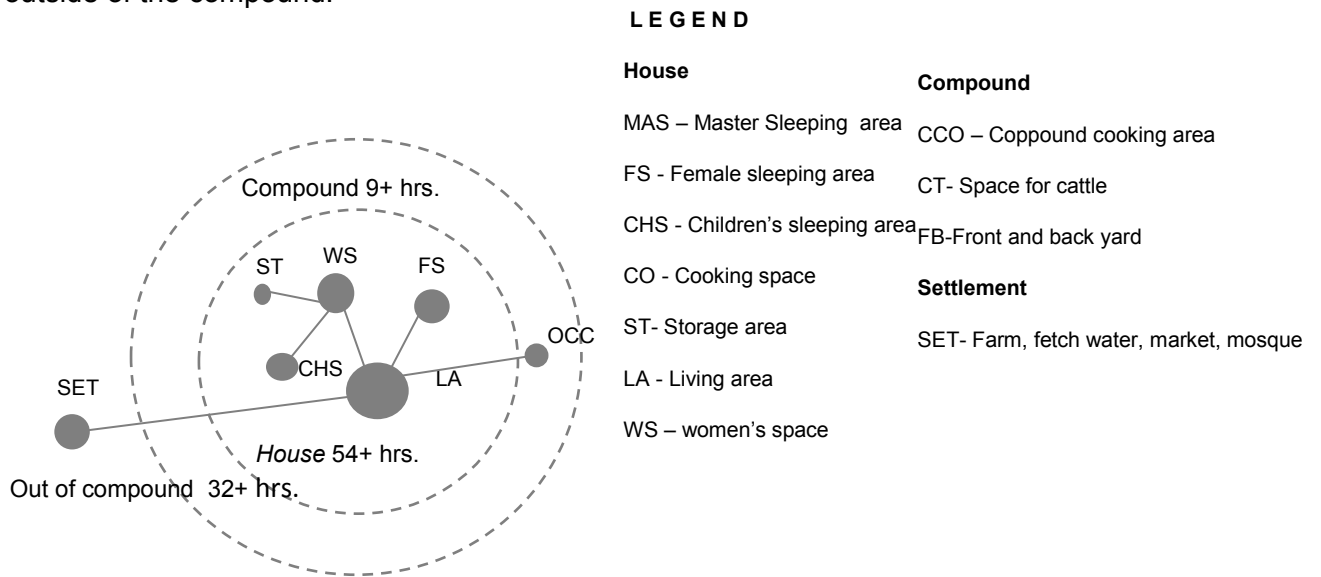 outside of the compound.
L E G E N D
House
MAS – Master Sleeping area
FS - Female sleeping area
CHS - Children's sleeping area
CO - Cooking space
ST- Storage area
LA - Living area
WS – women's space
Compound
CCO – Coppound cooking area
CT- Space for cattle
FB-Front and back yard
Settlement
SET- Farm, fetch water, market, mosque
Compound 9+ hrs.
ST
WS
FS
OCC
CHS
LA
SET
House 54+ hrs.
Out of compound 32+ hrs.